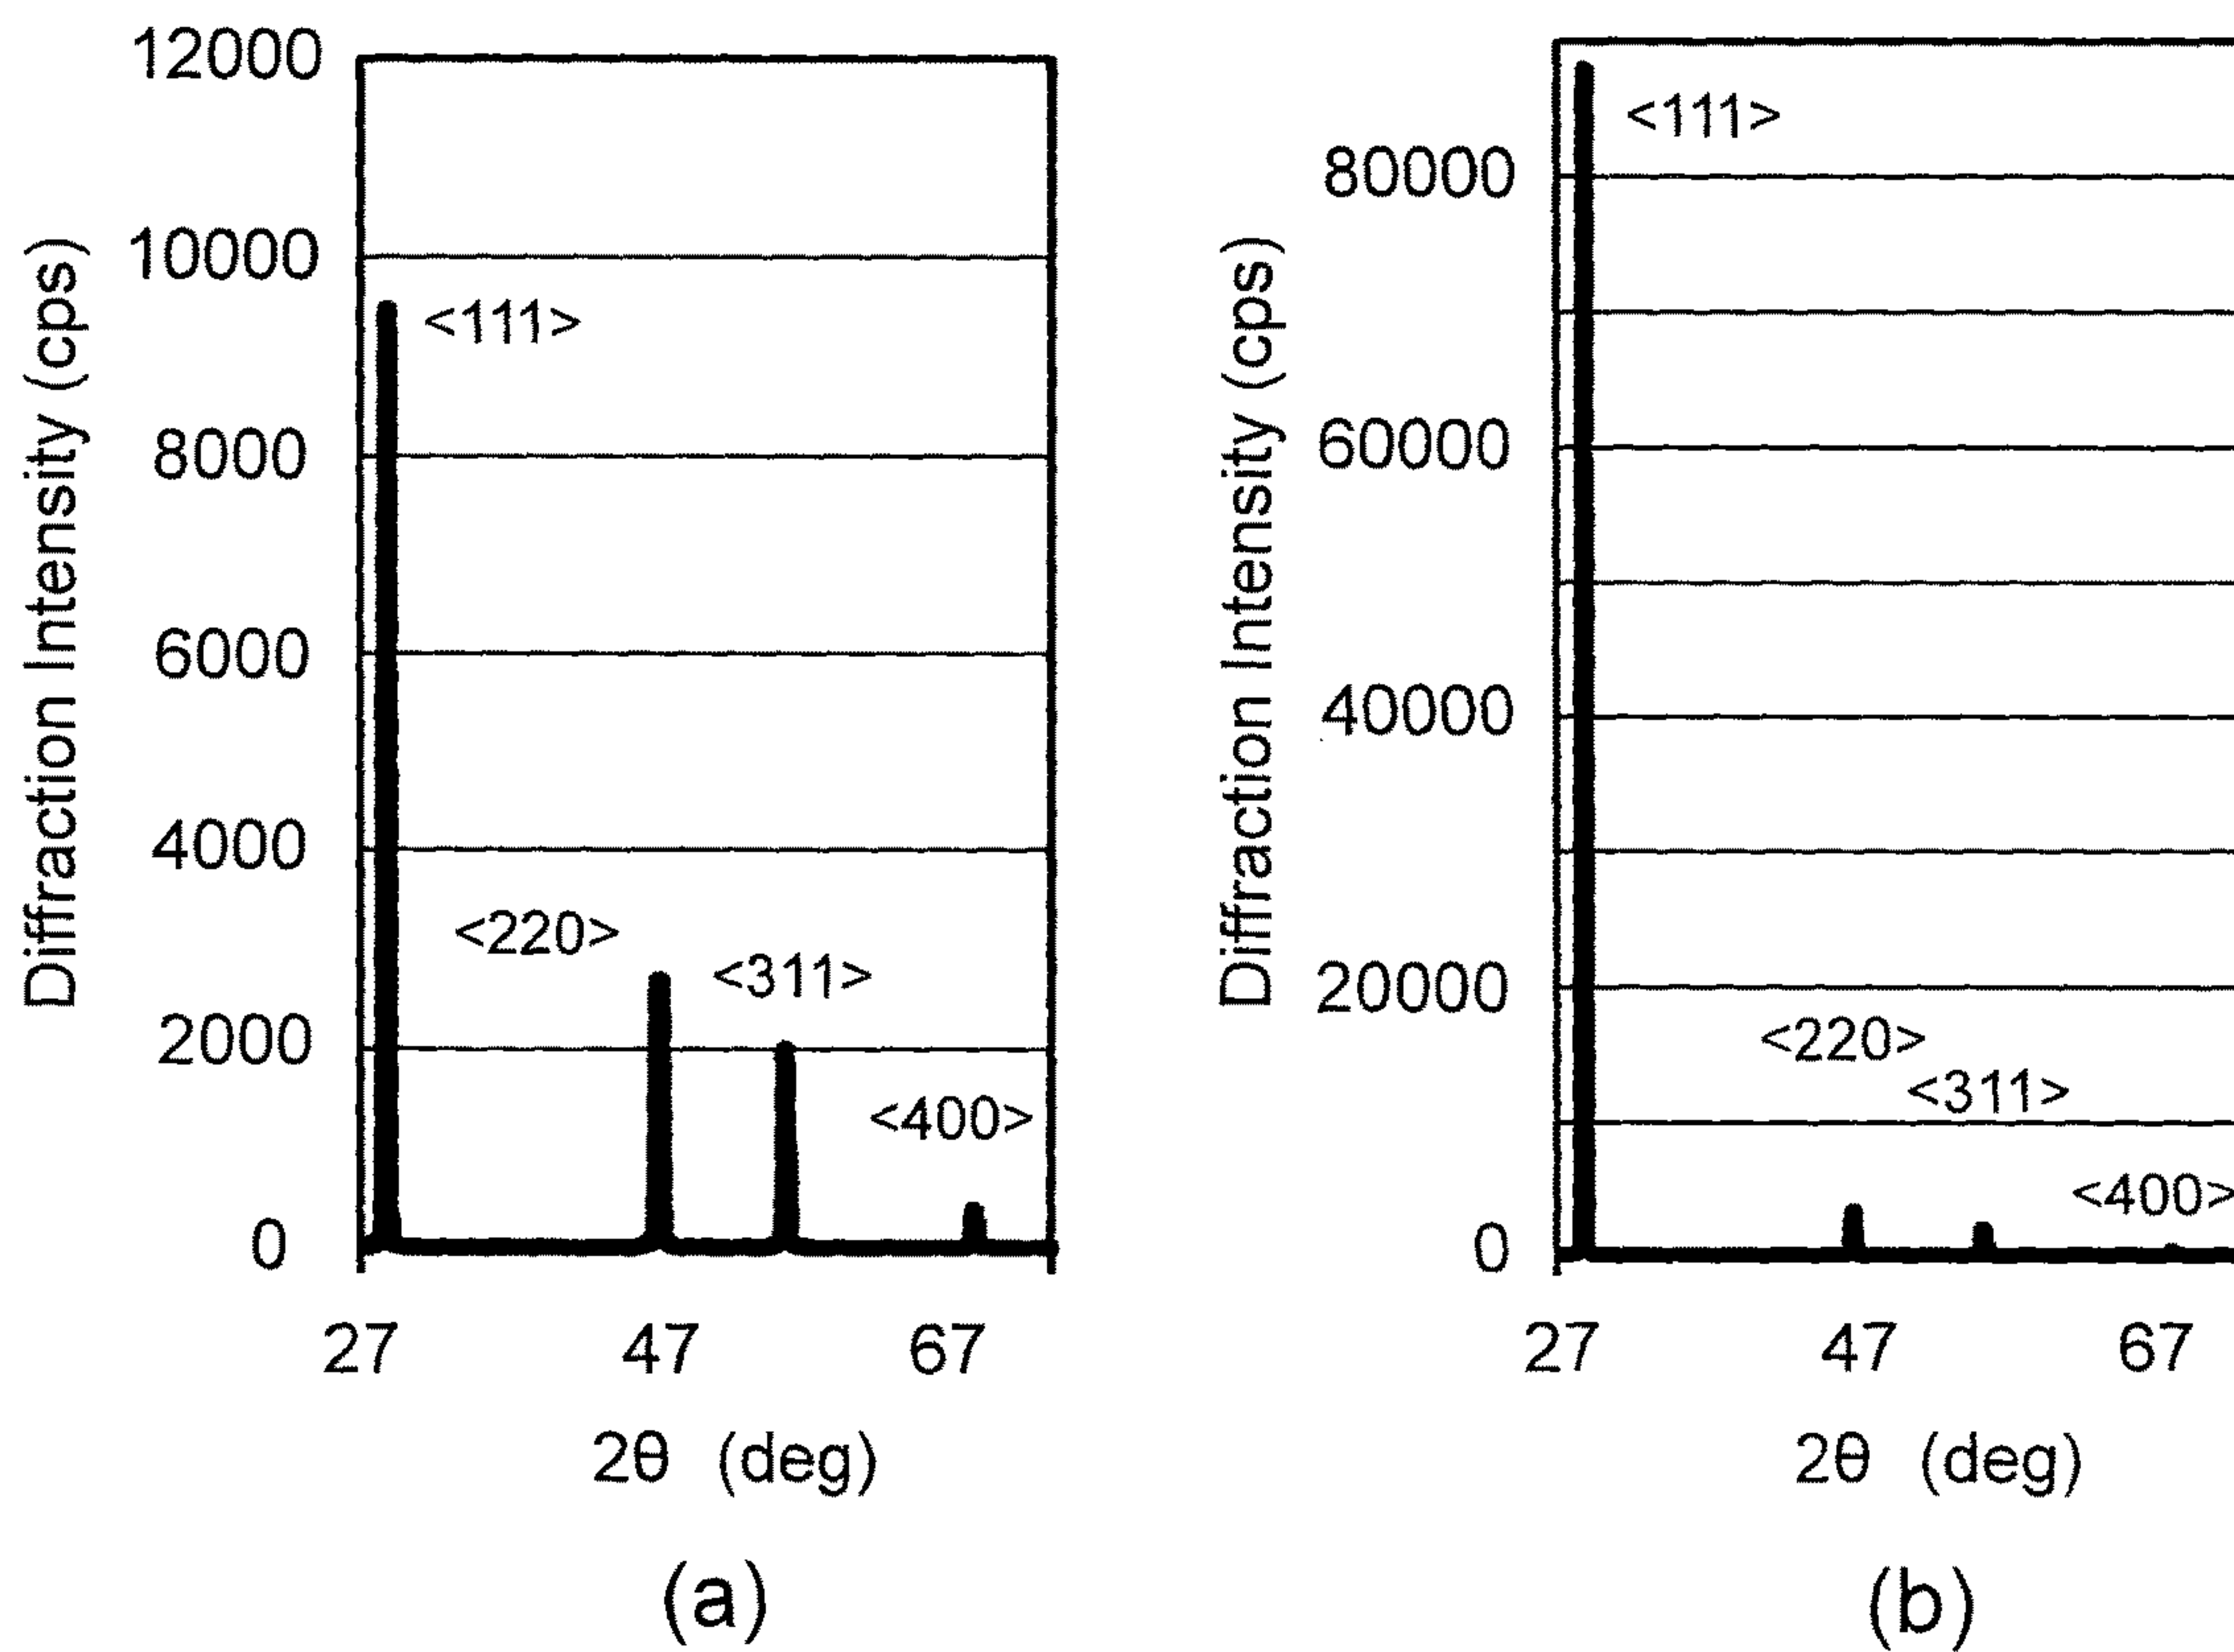 12000
10000
8000
6000
4000
2000
0
Diffraction Intensity (cps)
<111>
<220>
<311>
<400>
27 47 67
2θ (deg)
(a)
80000
60000
40000
20000
0
Diffraction Intensity (cps)
<111>
<220>
<311>
<400>
27 47 67
2θ (deg)
(b)